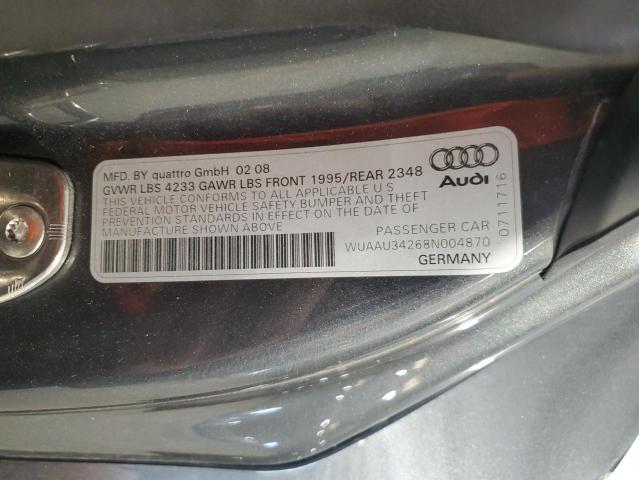 MFD. BY quattro GmbH 02 08
GVWR LBS 4233 GAWR LBS FRONT 1995/REAR 2348
THIS VEHICLE CONFORMS TO ALL APPLICABLE U S
FEDERAL MOTOR VEHICLE SAFETY BUMPER AND THEFT
PREVENTION STANDARDS IN EFFECT ON THE DATE OF
MANUFACTURE SHOWN ABOVE
PASSENGER CAR
WUAAU34268N004870
GERMANY
Audi
0711716